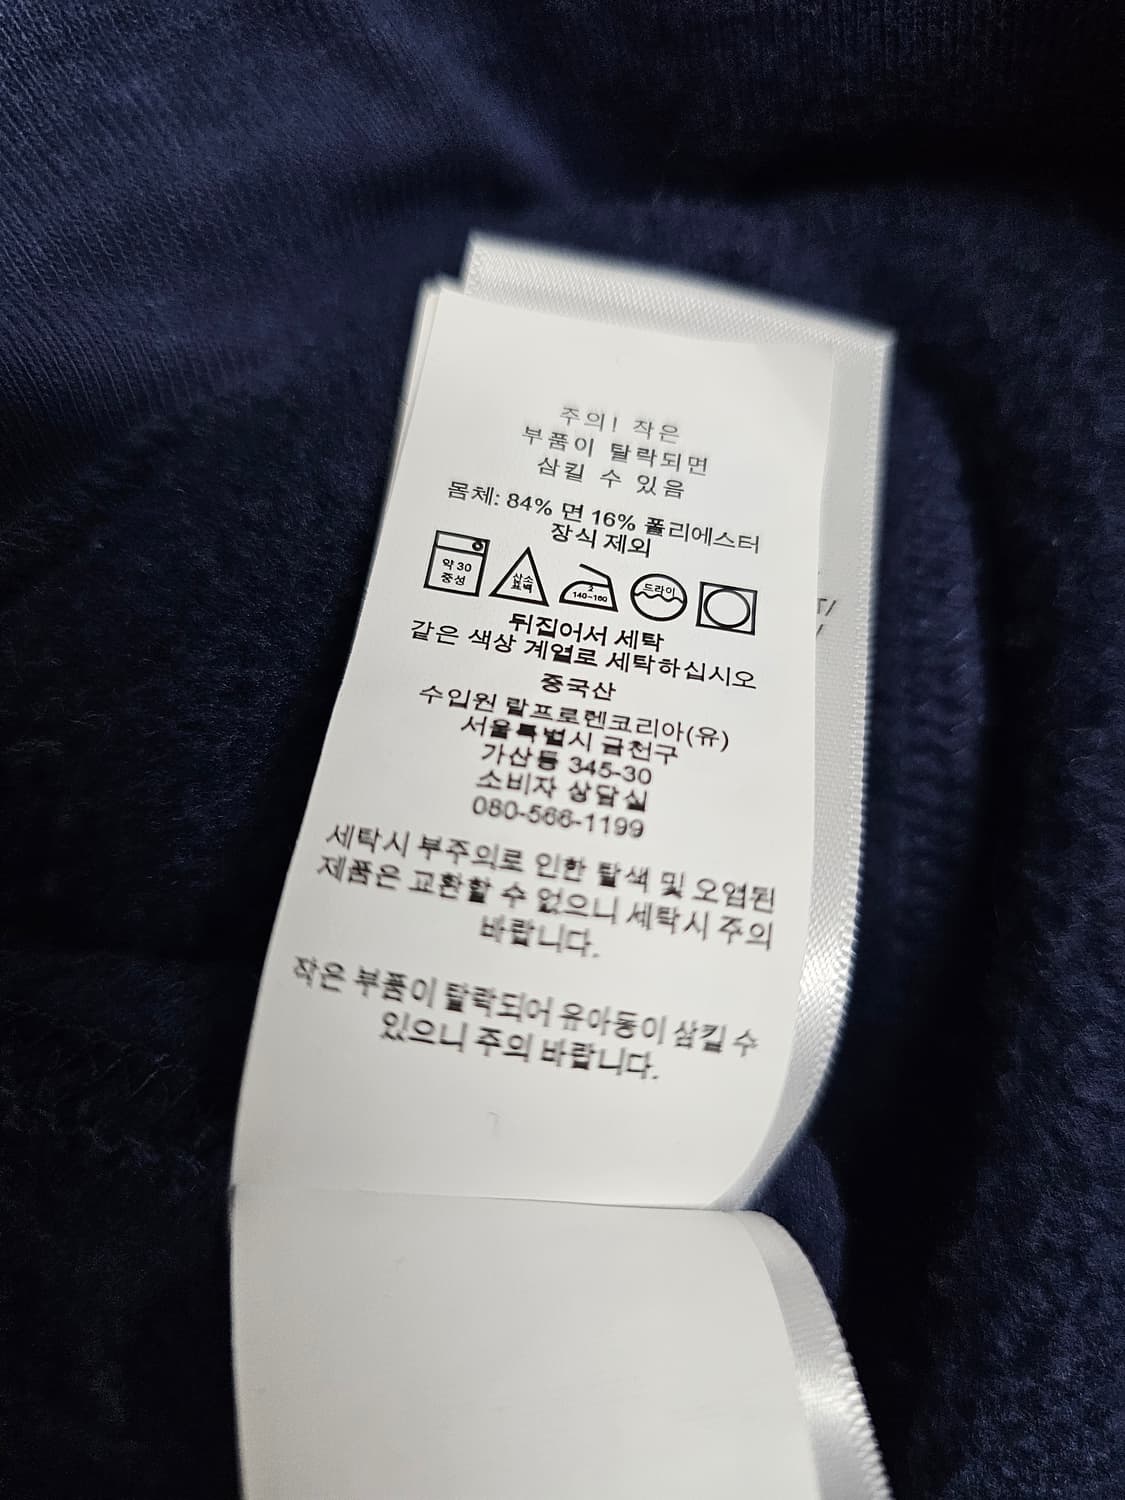 주의! 작은
부품이 탈락되면
삼킬 수 있음
몸체: 84% 면 16% 폴리에스터
장식 제외
약 30
중성
산소
표백
2
140~160
드라이
뒤집어서 세탁
같은 색상 계열로 세탁하십시오
중국산
수입원 랄프로렌코리아(유)
서울특별시 금천구
가산동 345-30
소비자 상담실
080-566-1199
세탁시 부주의로 인한 탈색 및 오염된
제품은 교환할 수 없으니 세탁시 주의
바랍니다.
작은 부품이 탈락되어 유아동이 삼킬 수
있으니 주의 바랍니다.